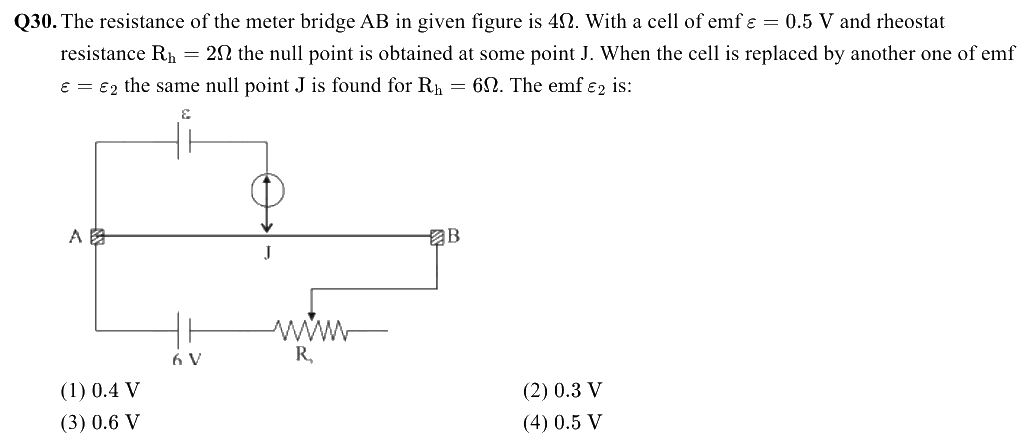 Q30. The resistance of the meter bridge AB in given figure is 4Ω. With a cell of emf ε = 0.5 V and rheostat
resistance Rₕ = 2Ω the null point is obtained at some point J. When the cell is replaced by another one of emf
ε = ε₂ the same null point J is found for Rₕ = 6Ω. The emf ε₂ is:
ε
A
B
J
6 V
R
(1) 0.4 V
(2) 0.3 V
(3) 0.6 V
(4) 0.5 V